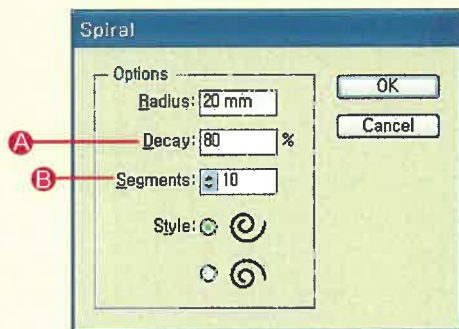 Spiral
Options
Radius: 20 mm
OK
A Decay: 80 %
Cancel
B Segments: 10
Style: